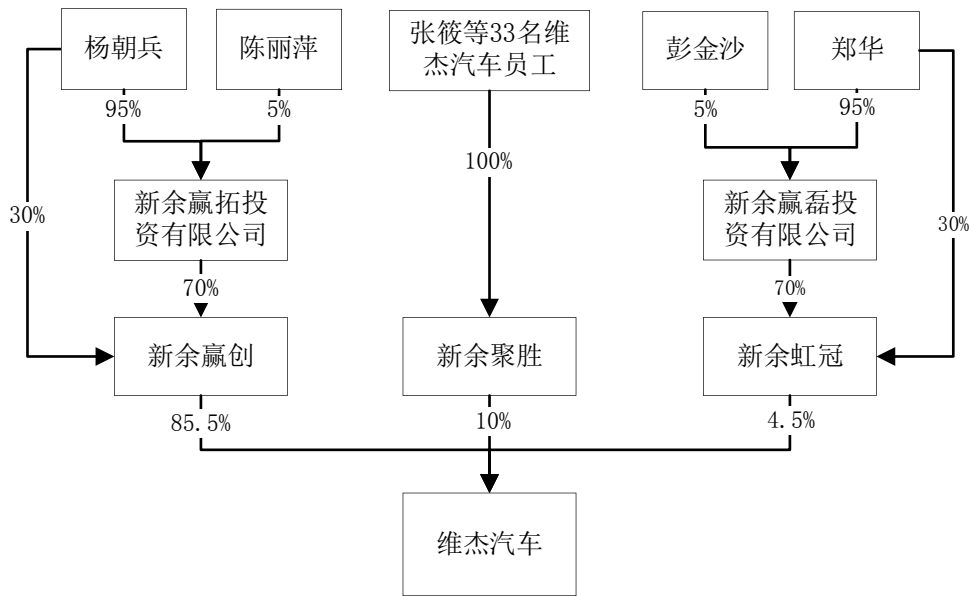 杨朝兵
陈丽萍
张筱等33名维
杰汽车员工
彭金沙
郑华
95%
5%
5%
95%
100%
新余赢拓投
资有限公司
新余赢磊投
资有限公司
30%
30%
70%
70%
新余赢创
新余聚胜
新余虹冠
85.5%
10%
4.5%
维杰汽车